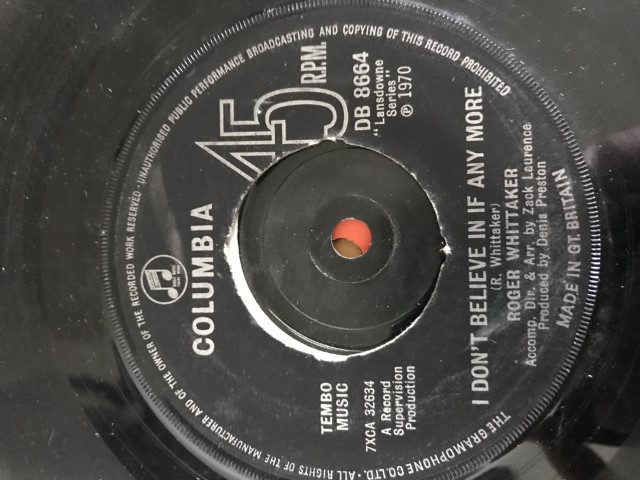 THE GRAMOPHONE CO.LTD. · ALL RIGHTS OF THE MANUFACTURER AND OF THE OWNER OF THE RECORDED WORK RESERVED · UNAUTHORISED PUBLIC PERFORMANCE BROADCASTING AND COPYING OF THIS RECORD PROHIBITED
COLUMBIA
45
R.P.M.
TEMBO
MUSIC
7XCA 32634
A Record
Supervision
Production
DB 8664
"Lansdowne
Series"
℗ 1970
I DON'T BELIEVE IN IF ANY MORE
(R. Whittaker)
ROGER WHITTAKER
Accomp. Dir. & Arr. by Zack Laurence
Produced by Denis Preston
MADE IN GT. BRITAIN